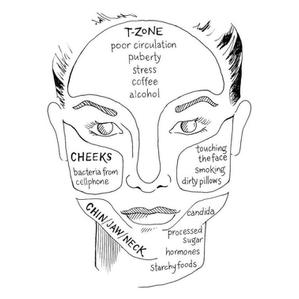 T-ZONE
poor circulation
puberty
stress
coffee
alcohol
CHEEKS
bacteria from
cellphone
touching
the face
smoking
dirty pillows
CHIN/JAW/NECK
candida
processed
sugar
hormones
starchy foods